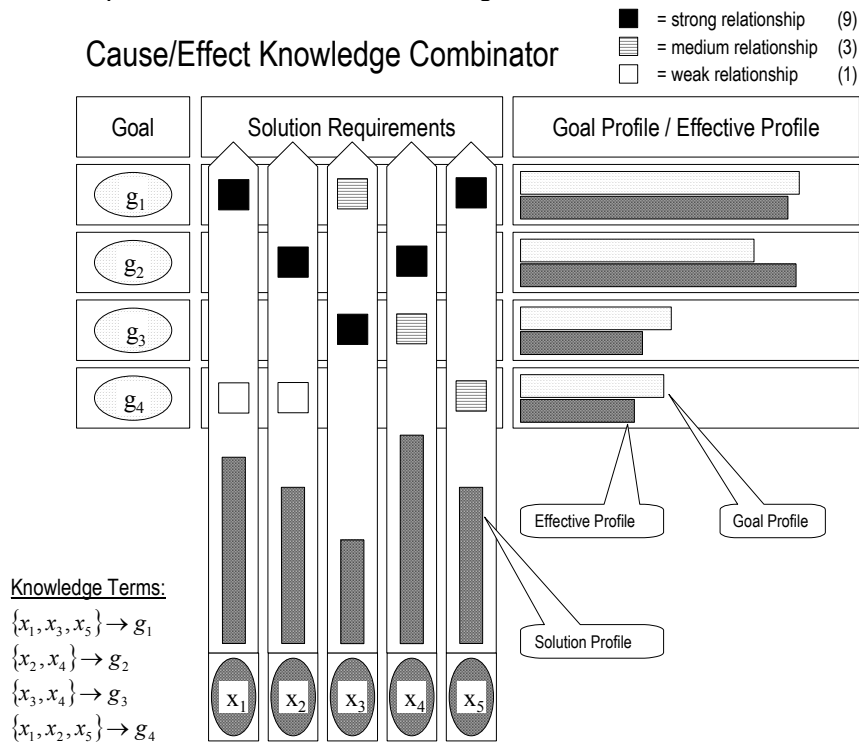 = strong relationship (9)
Cause/Effect Knowledge Combinator
= medium relationship (3)
= weak relationship (1)
Goal Solution Requirements Goal Profile / Effective Profile
g1
g2
g3
g4
Effective Profile Goal Profile
Knowledge Terms:
{x1, x3, x5} → g1
Solution Profile
{x2, x4} → g2
{x3, x4} → g3
{x1, x2, x5} → g4
x1 x2 x3 x4 x5